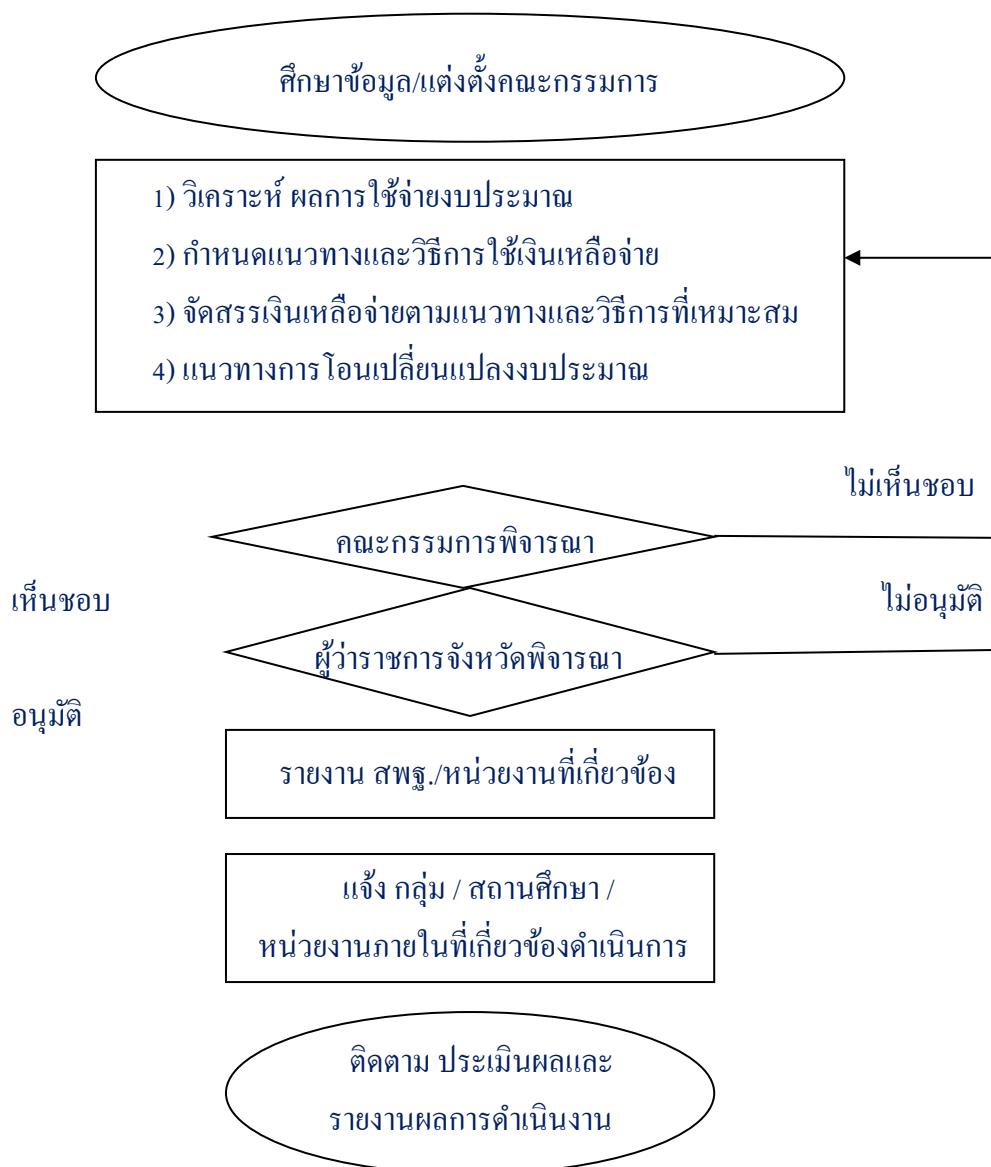 ศึกษาข้อมูล/แต่งตั้งคณะกรรมการ
1) วิเคราะห์ ผลการใช้จ่ายงบประมาณ
2) กำหนดแนวทางและวิธีการใช้เงินเหลือจ่าย
3) จัดสรรเงินเหลือจ่ายตามแนวทางและวิธีการที่เหมาะสม
4) แนวทางการโอนเปลี่ยนแปลงงบประมาณ
ไม่เห็นชอบ
คณะกรรมการพิจารณา
เห็นชอบ
ไม่อนุมัติ
ผู้ว่าราชการจังหวัดพิจารณา
อนุมัติ
รายงาน สพฐ./หน่วยงานที่เกี่ยวข้อง
แจ้ง กลุ่ม / สถานศึกษา /
หน่วยงานภายในที่เกี่ยวข้องดำเนินการ
ติดตาม ประเมินผลและ
รายงานผลการดำเนินงาน